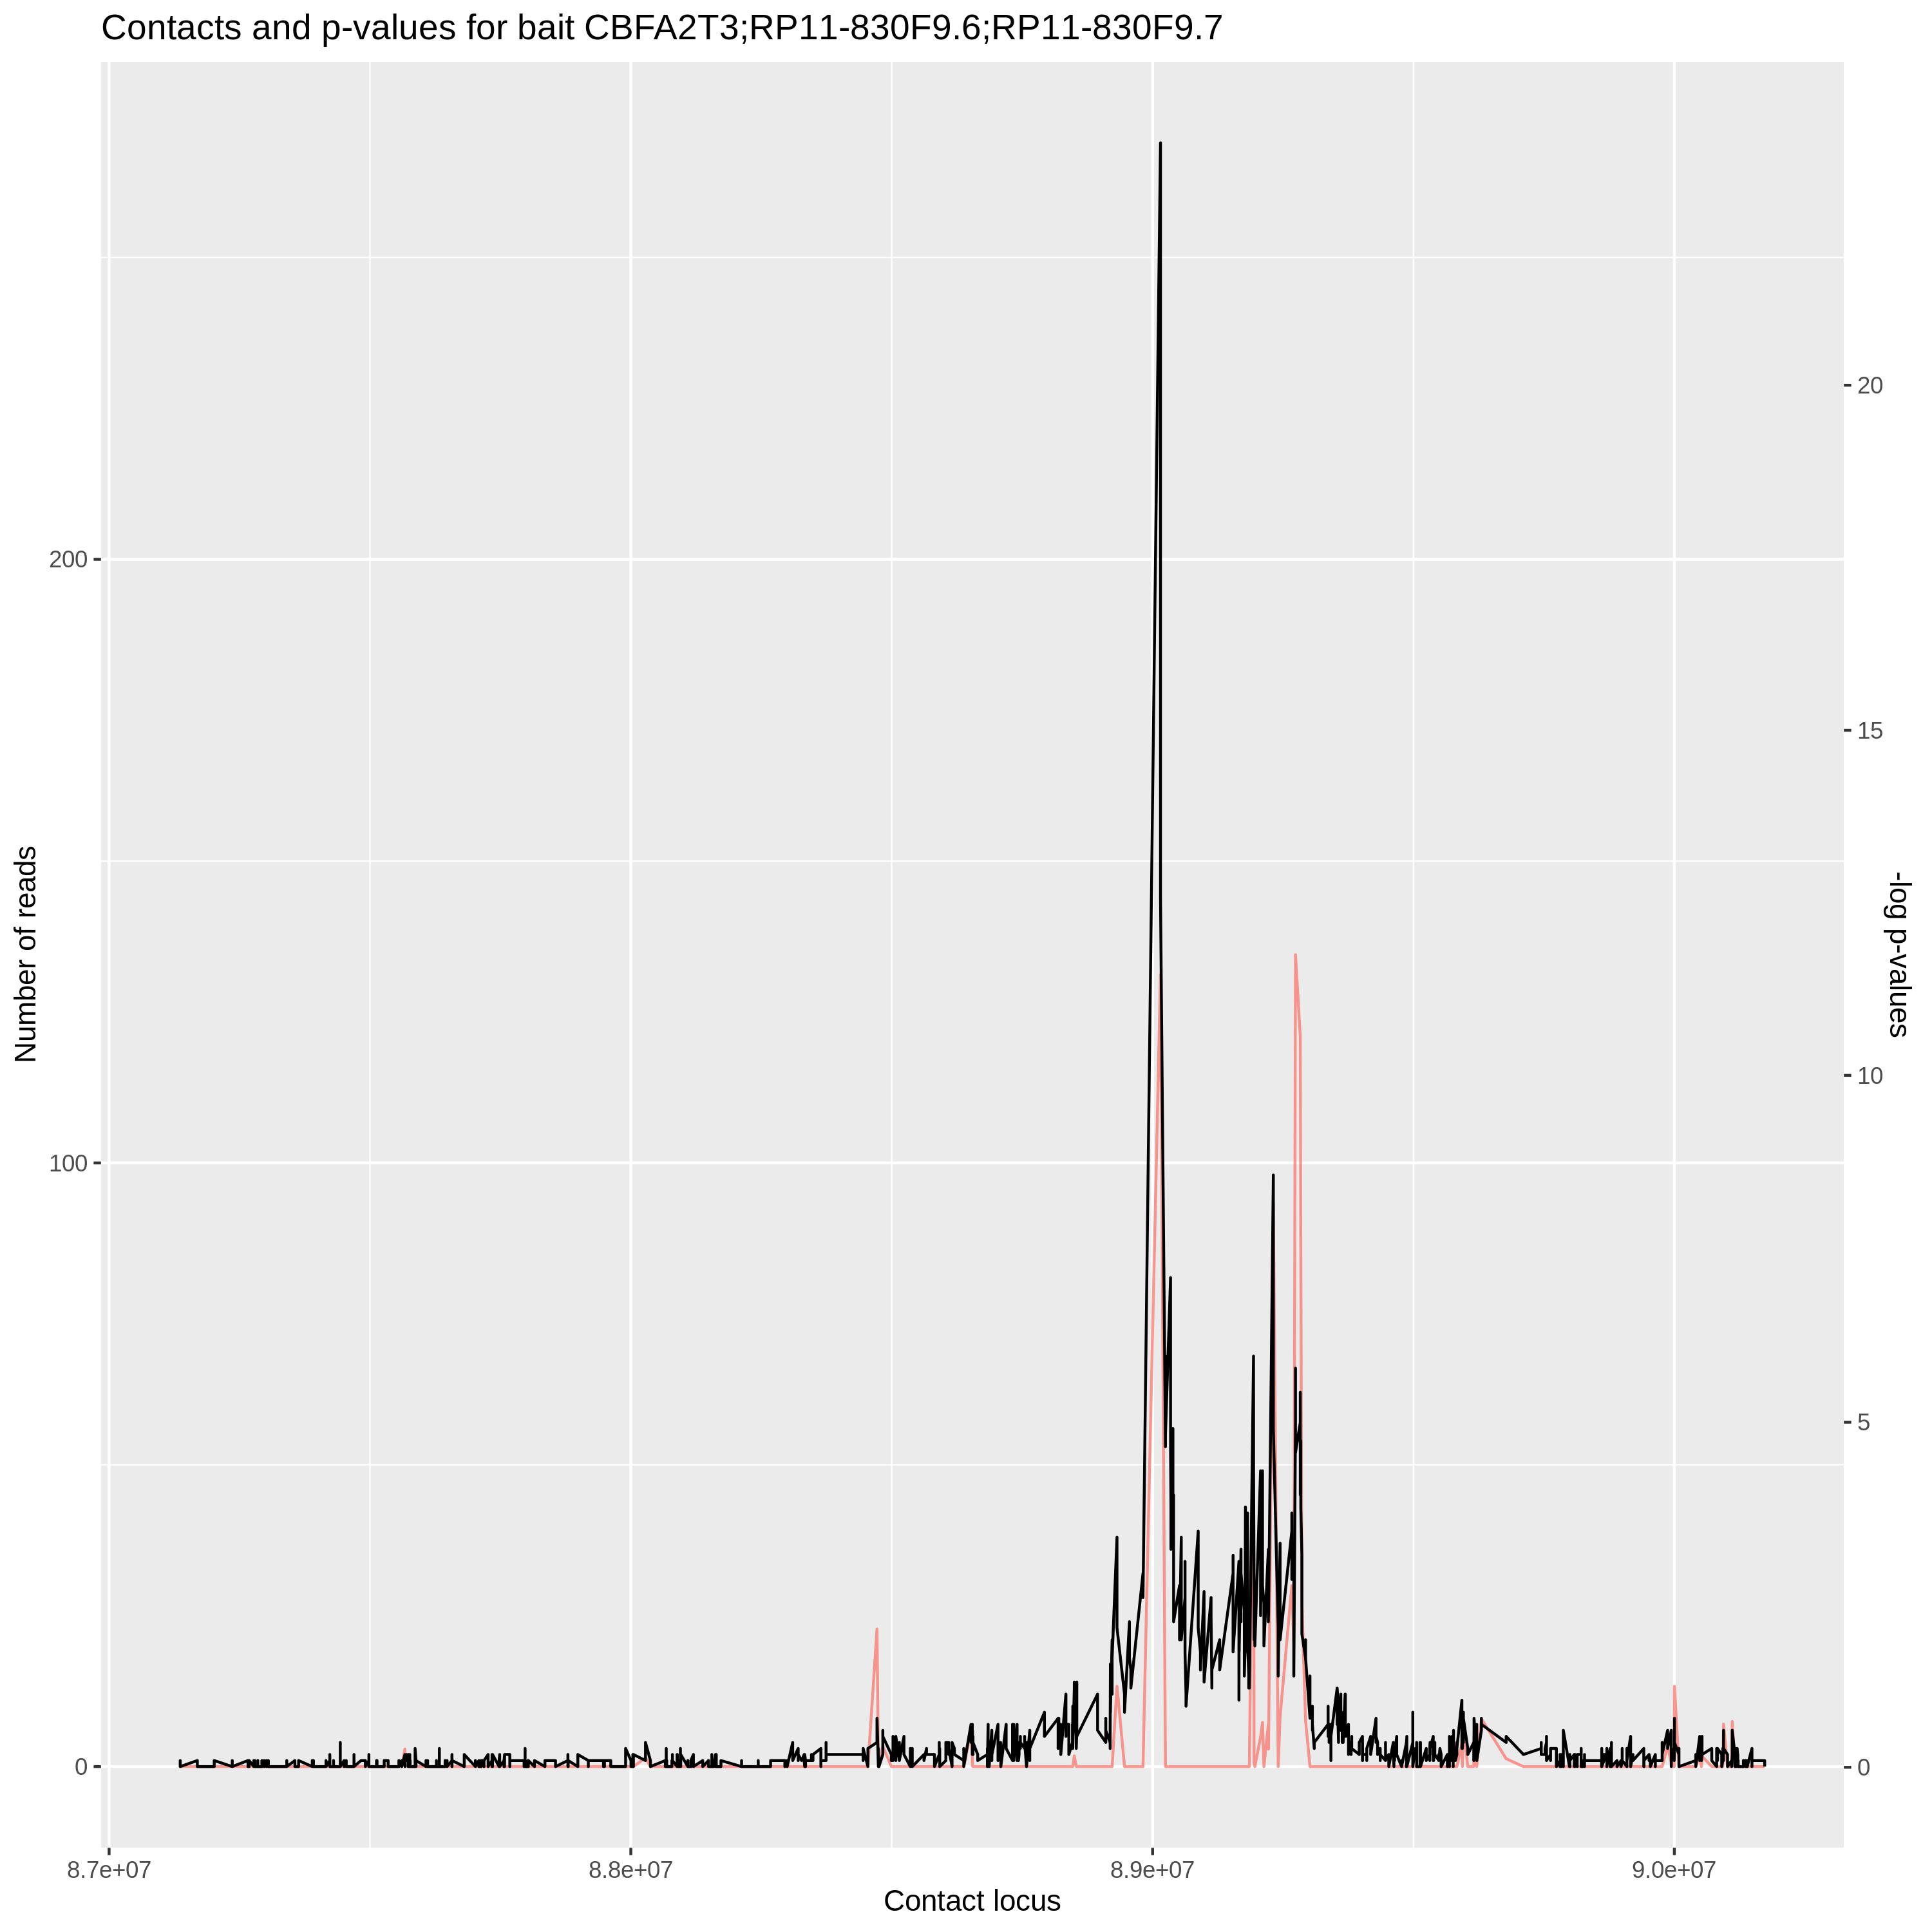 Contacts and p-values for bait CBFA2T3;RP11-830F9.6;RP11-830F9.7
Number of reads
200
100
0
20
15
10
5
0
-log p-values
8.7e+07
8.8e+07
8.9e+07
9.0e+07
Contact locus